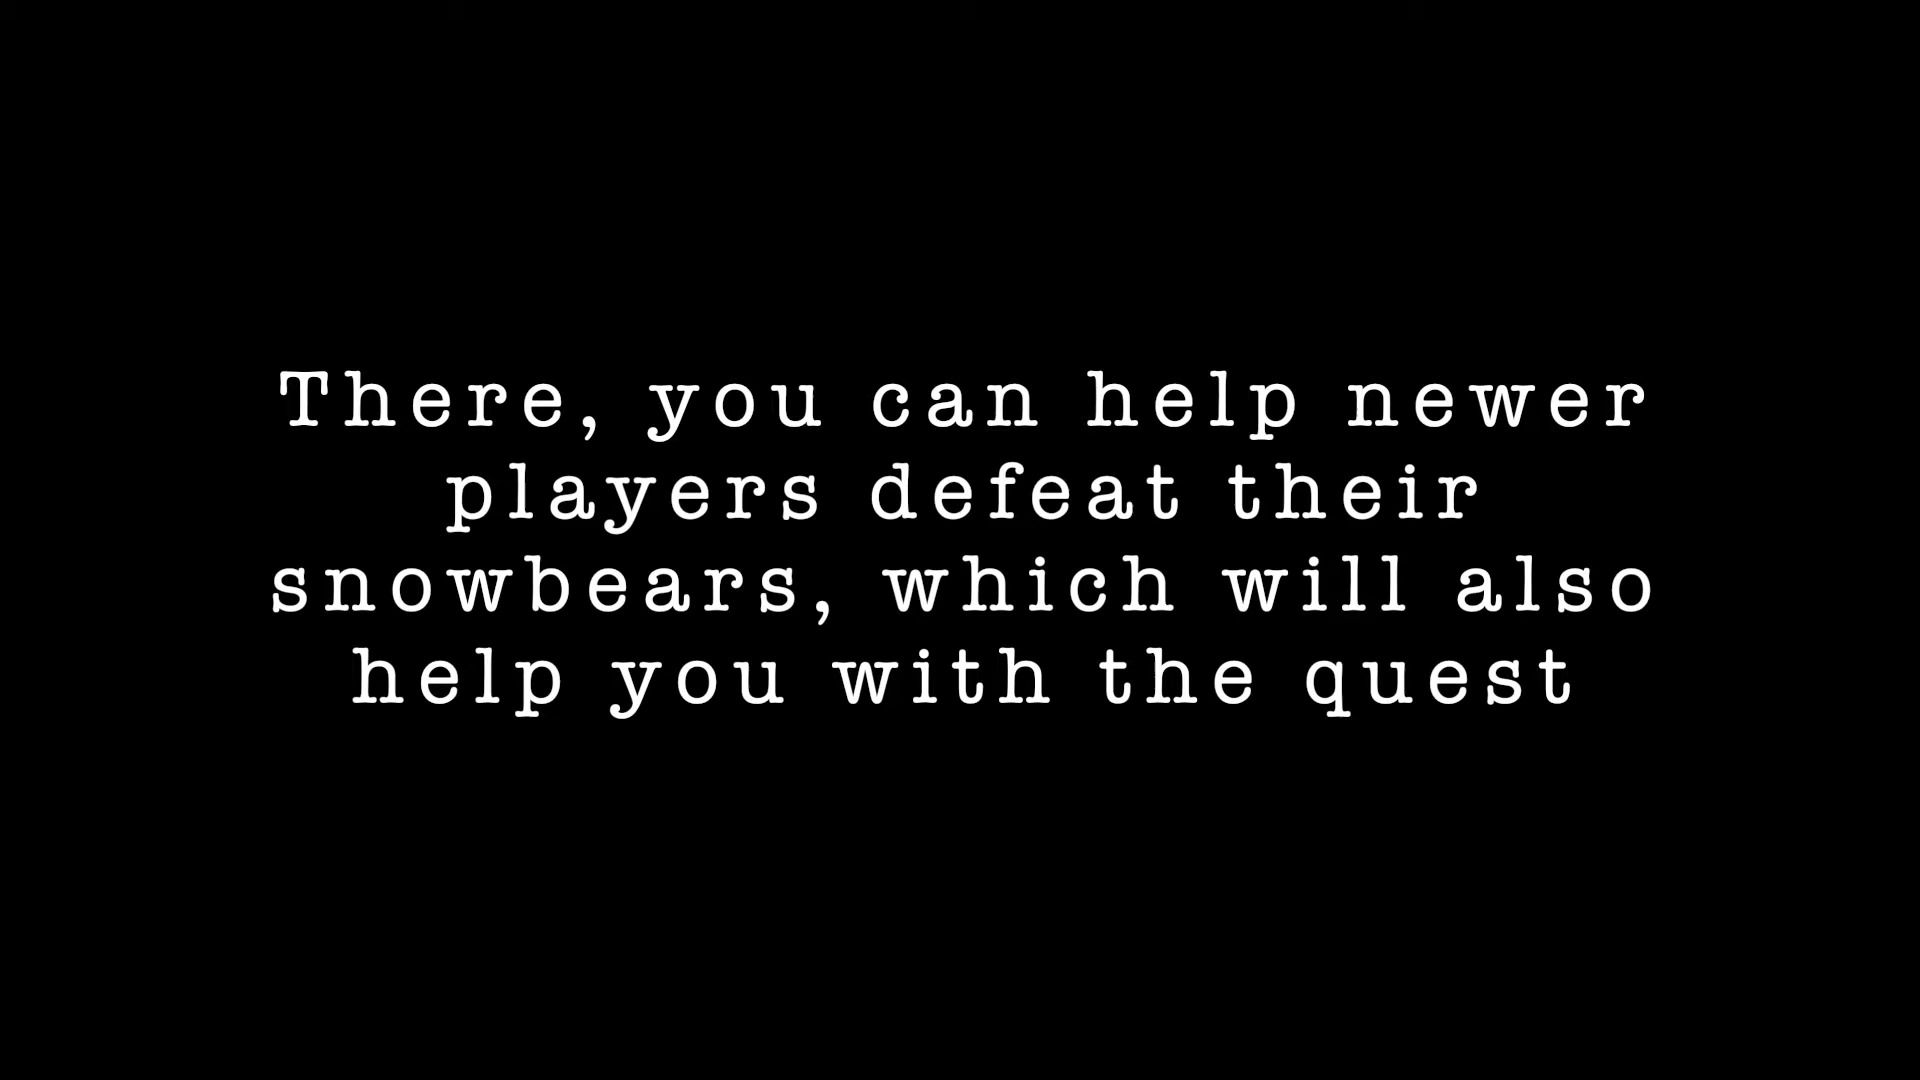 There, you can help newer
players defeat their
snowbears, which will also
help you with the quest